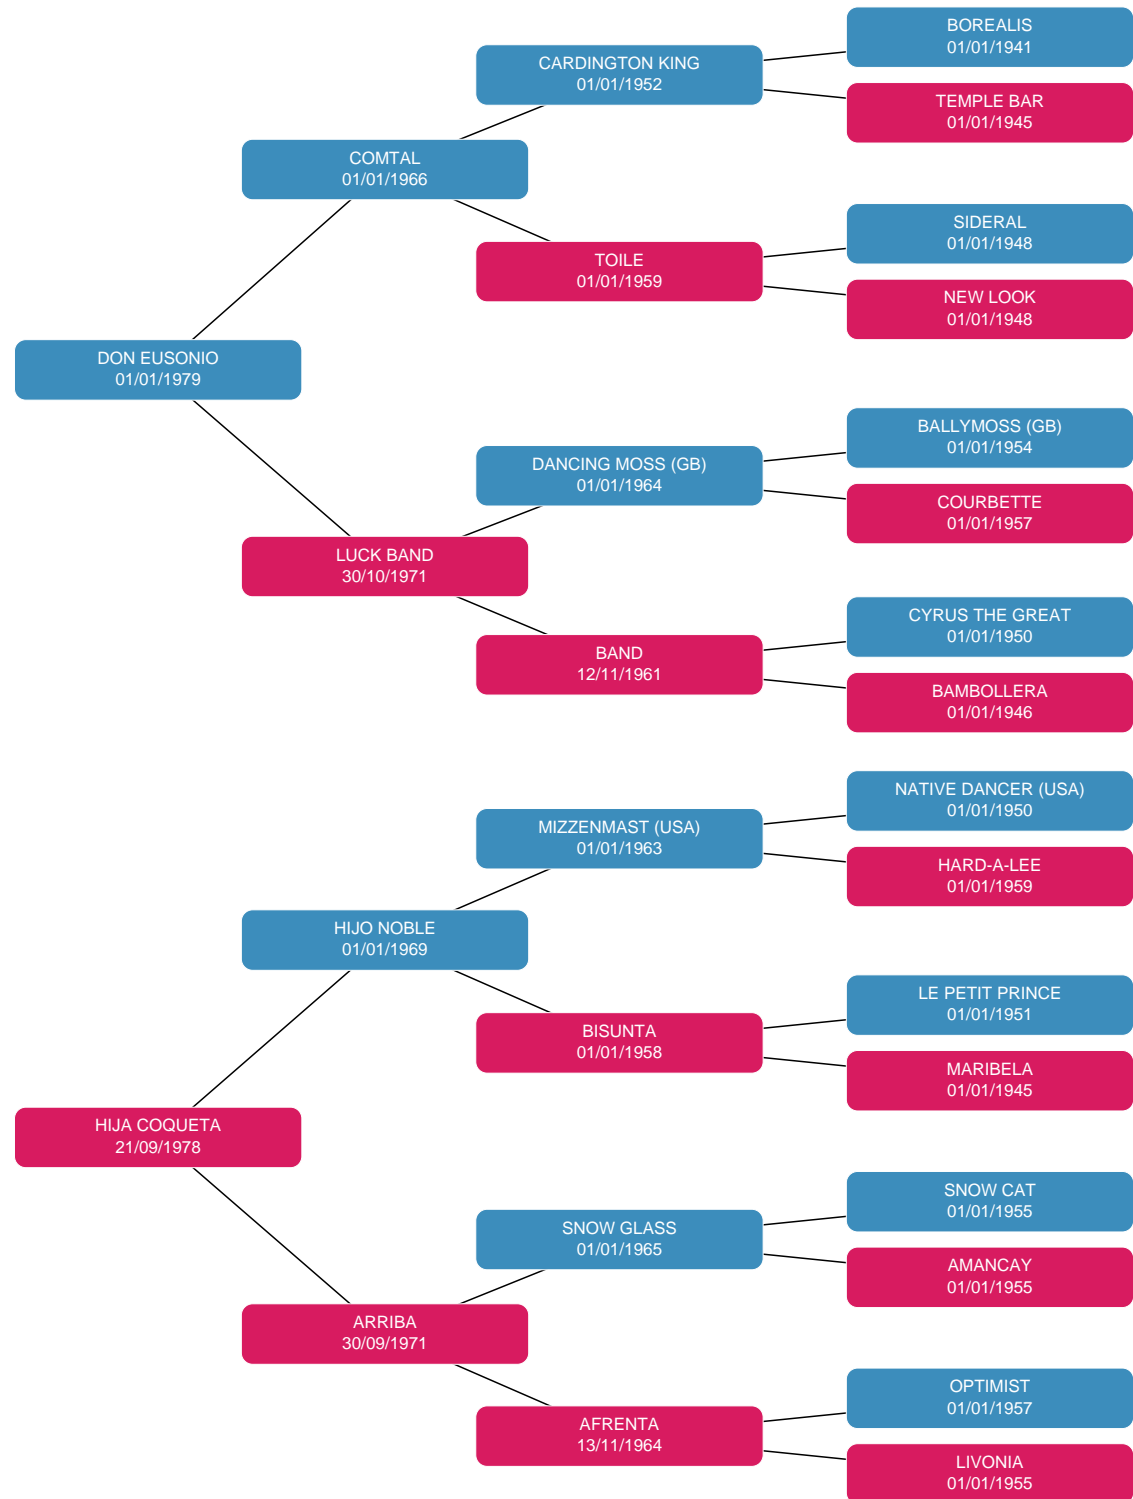 BOREALIS
01/01/1941
CARDINGTON KING
01/01/1952
TEMPLE BAR
01/01/1945
COMTAL
01/01/1966
SIDERAL
01/01/1948
TOILE
01/01/1959
NEW LOOK
01/01/1948
DON EUSONIO
01/01/1979
BALLYMOSS (GB)
01/01/1954
DANCING MOSS (GB)
01/01/1964
COURBETTE
01/01/1957
LUCK BAND
30/10/1971
CYRUS THE GREAT
01/01/1950
BAND
12/11/1961
BAMBOLLERA
01/01/1946
NATIVE DANCER (USA)
01/01/1950
MIZZENMAST (USA)
01/01/1963
HARD-A-LEE
01/01/1959
HIJO NOBLE
01/01/1969
LE PETIT PRINCE
01/01/1951
BISUNTA
01/01/1958
MARIBELA
01/01/1945
HIJA COQUETA
21/09/1978
SNOW CAT
01/01/1955
SNOW GLASS
01/01/1965
AMANCAY
01/01/1955
ARRIBA
30/09/1971
OPTIMIST
01/01/1957
AFRENTA
13/11/1964
LIVONIA
01/01/1955